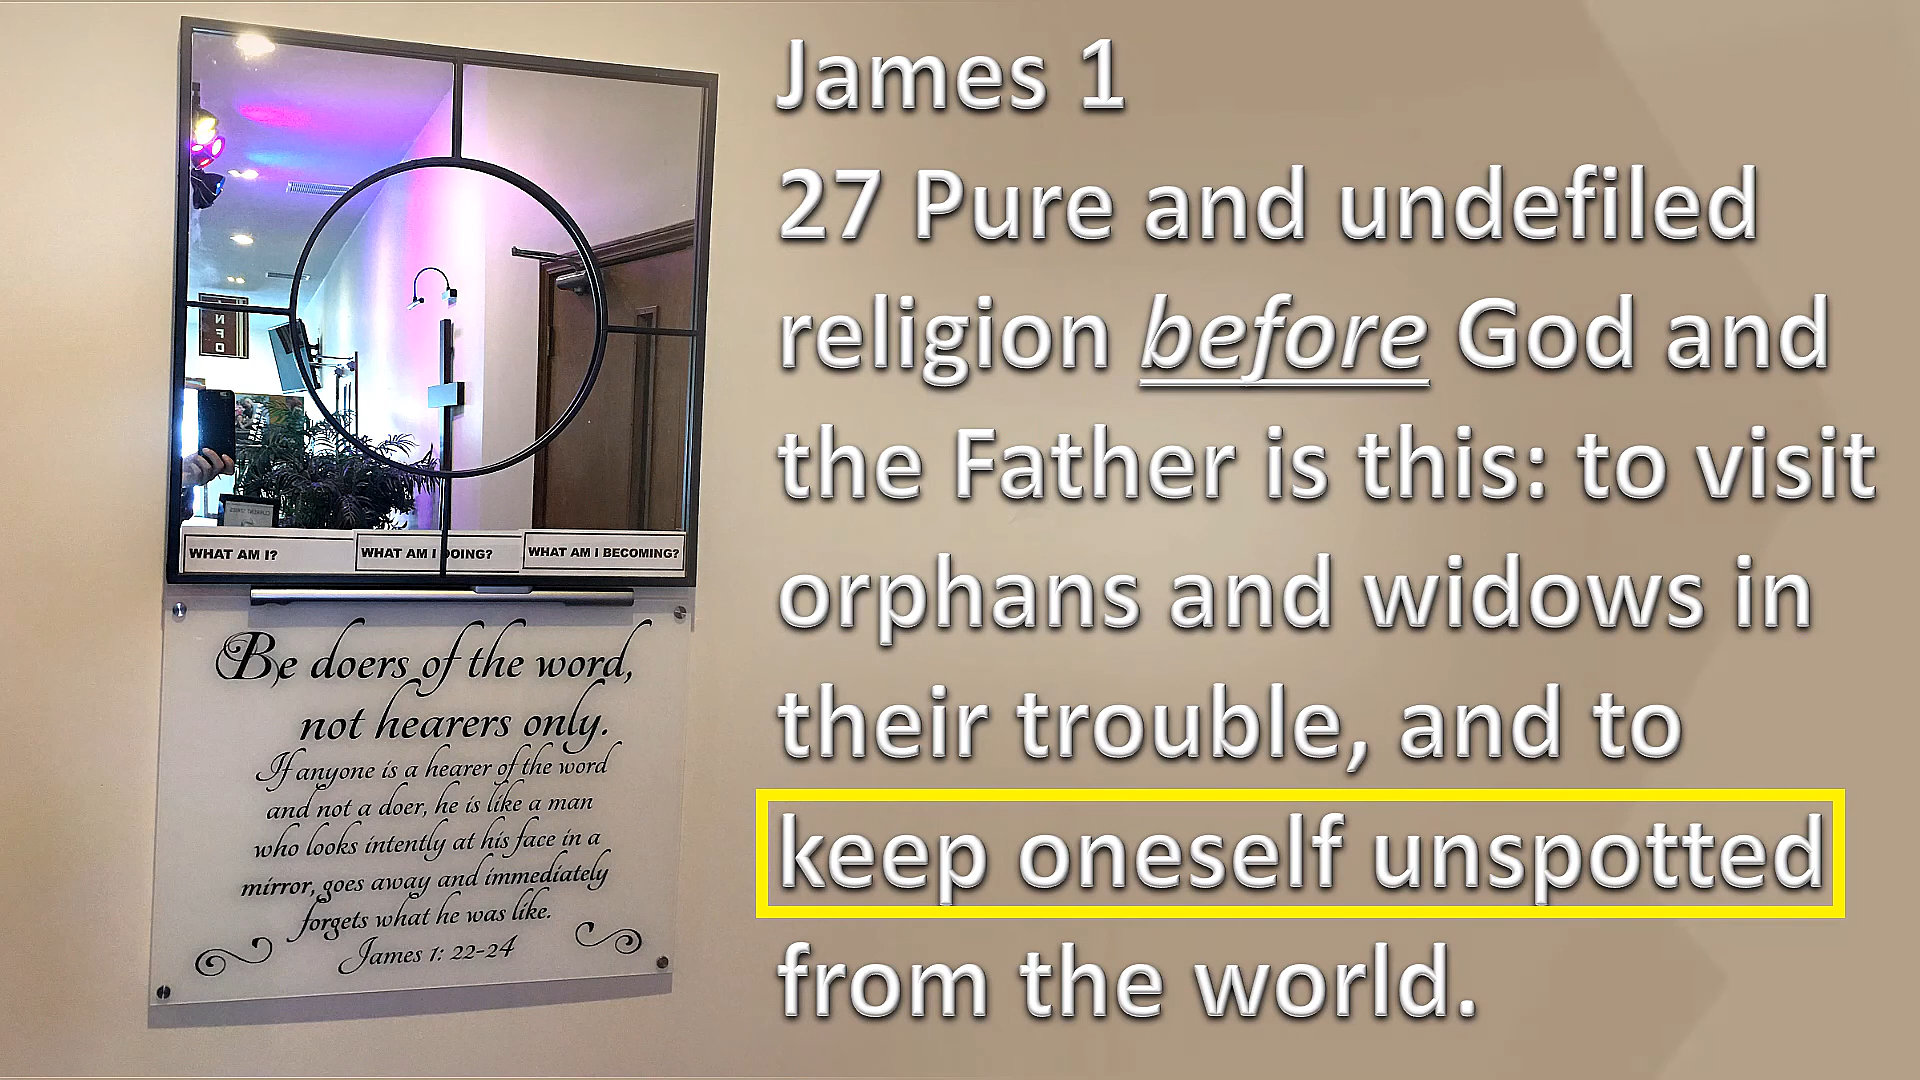 WHAT AM I?
WHAT AM I DOING?
WHAT AM I BECOMING?
Be doers of the word,
not hearers only.
If anyone is a hearer of the word
and not a doer, he is like a man
who looks intently at his face in a
mirror, goes away and immediately
forgets what he was like.
James 1: 22-24
James 1
27 Pure and undefiled
religion before God and
the Father is this: to visit
orphans and widows in
their trouble, and to
keep oneself unspotted
from the world.